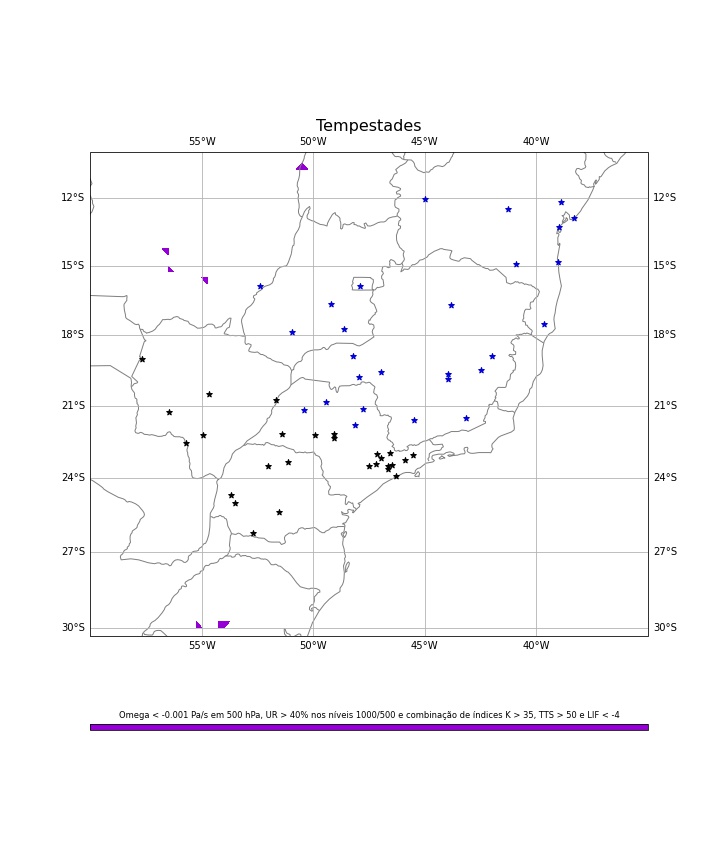 Tempestades
55°W 50°W 45°W 40°W
12°S 12°S
15°S 15°S
18°S 18°S
21°S 21°S
24°S 24°S
27°S 27°S
30°S 30°S
55°W 50°W 45°W 40°W
Omega < -0.001 Pa/s em 500 hPa, UR > 40% nos níveis 1000/500 e combinação de índices K > 35, TTS > 50 e LIF < -4